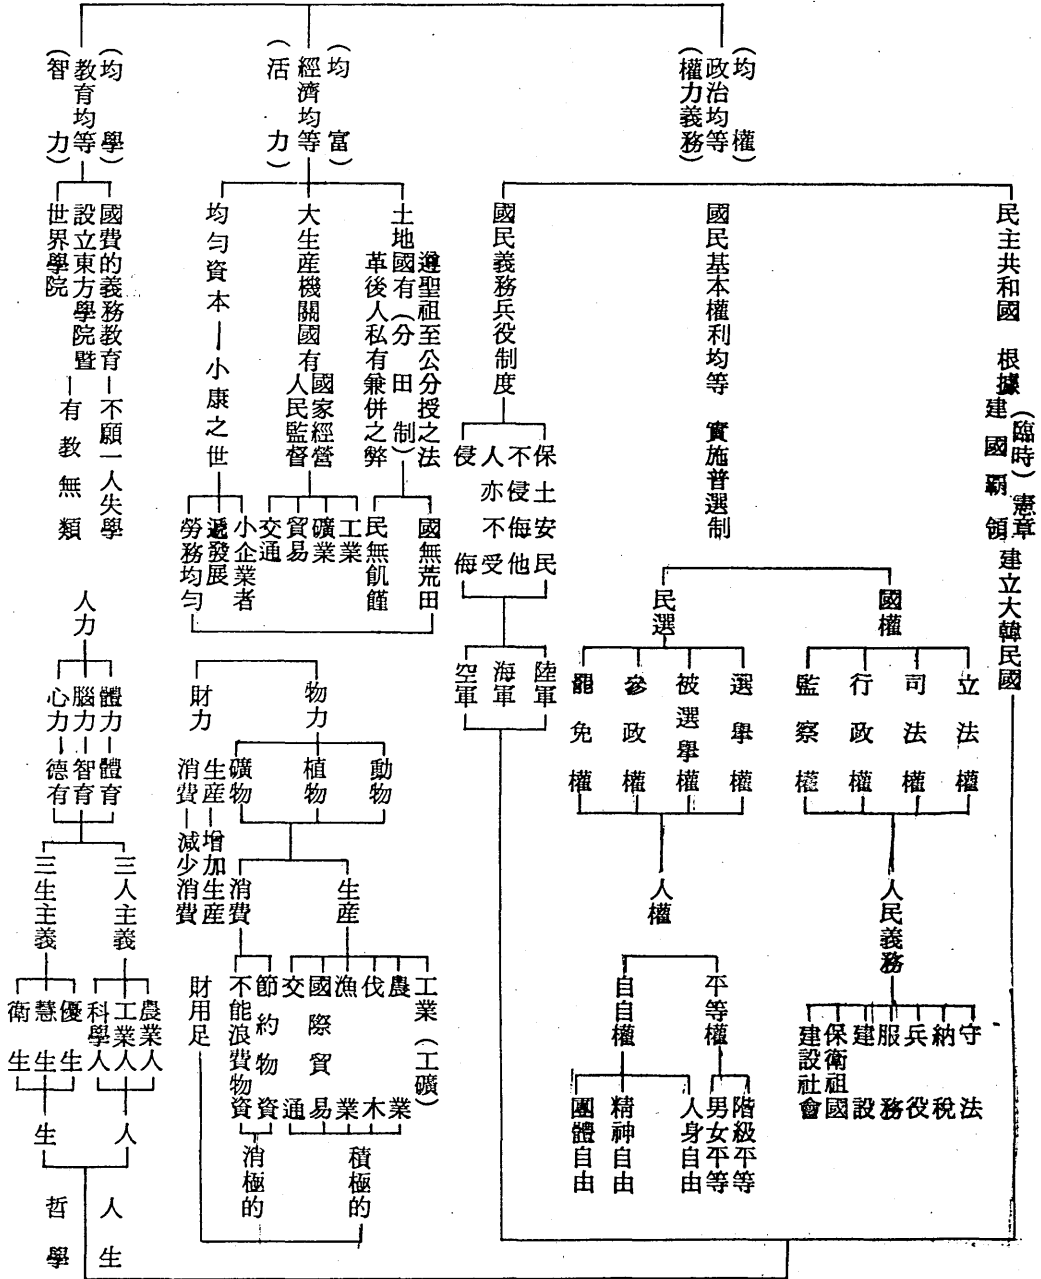 (均權)
政治均等
(權力義務)
民主共和國 根據
(臨時)憲章
建國覇領
建立大韓民國
國民基本權利均等 實施普選制
國權
立法權
司法權
行政權
監察權
人民義務
守法
納稅
兵役
服務
建設
保衛祖國
建設社會
民選
選擧權
被選擧權
參政權
罷免權
人權
平等權
階級平等
男女平等
自自權
人身自由
精神自由
團體自由
國民義務兵役制度
保土安民
不侵侮他
人亦不受
侵侮
陸軍
海軍
空軍
(均富)
經濟均等
(活力)
遵聖祖至公分授之法
土地國有(分田制)
革後人私有兼併之弊
國無荒田
民無飢饉
大生産機關國有
國家經營
人民監督
工業
礦業
貿易
交通
均勻資本—小康之世
小企業者
遞發展
勞務均勻
物力
動物
植物
礦物
生産
工業(工礦)
農業
伐木
漁業
國際貿易
交通
積極的
消費
節約物資
不能浪費物資
消極的
財力
生産—增加生産
消費—減少消費
財用足
(均學)
教育均等
(智力)
國費的義務教育—不願一人失學
設立東方學院暨
世界學院
—有教無類
人力
體力—體育
腦力—智育
心力—德有
三人主義
農業人
工業人
科學人
人
三生主義
優生
慧生
衛生
生
人生
哲學